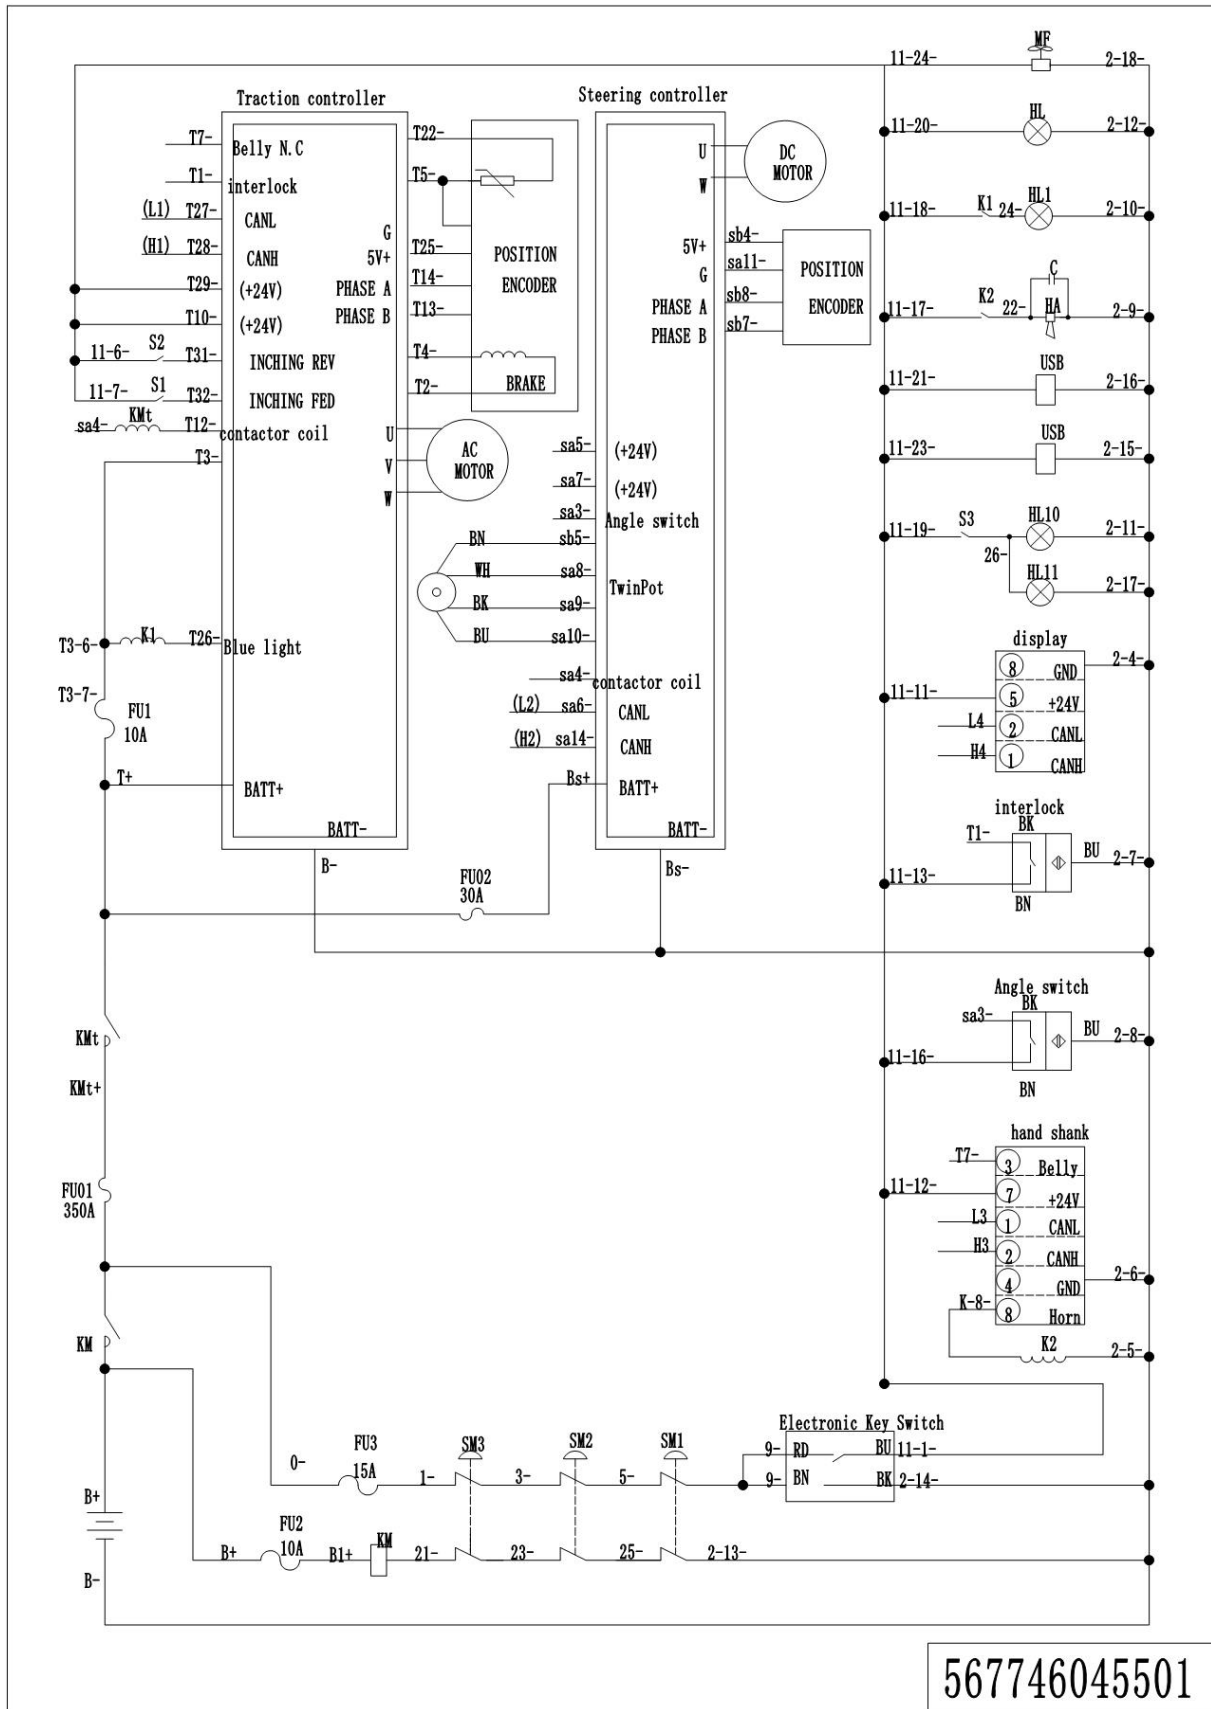 MF
11-24-
2-18-
Traction controller
Steering controller
T7-
Belly N.C
T1-
interlock
(L1) T27-
CANL
(H1) T28-
CANH
T29-
(+24V)
T10-
(+24V)
11-6-
S2
T31-
INCHING REV
11-7-
S1
T32-
INCHING FED
sa4-
KMt
T12-
contactor coil
T3-
T22-
T5-
G
5V+
T25-
PHASE A
T14-
PHASE B
T13-
POSITION
ENCODER
T4-
T2-
BRAKE
U
V
W
AC
MOTOR
T3-6-
K1
T26-
Blue light
T3-7-
FU1
10A
T+
BATT+
BATT-
B-
U
W
DC
MOTOR
5V+
sb4-
G
sa11-
PHASE A
sb8-
PHASE B
sb7-
POSITION
ENCODER
sa5-
(+24V)
sa7-
(+24V)
sa3-
Angle switch
BN
sb5-
WH
sa8-
TwinPot
BK
sa9-
BU
sa10-
sa4-
contactor coil
(L2) sa6-
CANL
(H2) sa14-
CANH
Bs+
BATT+
BATT-
Bs-
FU02
30A
11-20-
HL
2-12-
11-18-
K1
24-
HL1
2-10-
C
11-17-
K2
22-
HA
2-9-
USB
11-21-
2-16-
USB
11-23-
2-15-
11-19-
S3
26-
HL10
2-11-
HL11
2-17-
display
8
GND
2-4-
11-11-
5
+24V
L4
2
CANL
H4
1
CANH
interlock
BK
T1-
BU
2-7-
11-13-
BN
Angle switch
BK
sa3-
BU
2-8-
11-16-
BN
hand shank
T7-
3
Belly
11-12-
7
+24V
L3
1
CANL
H3
2
CANH
4
GND
2-6-
K-8-
8
Horn
K2
2-5-
KMt
KMt+
FU01
350A
KM
Electronic Key Switch
0-
FU3
15A
1-
SM3
3-
SM2
5-
SM1
9-
RD
BU
11-1-
9-
BN
BK
2-14-
B+
B-
B+
FU2
10A
B1+
KM
21-
23-
25-
2-13-
567746045501